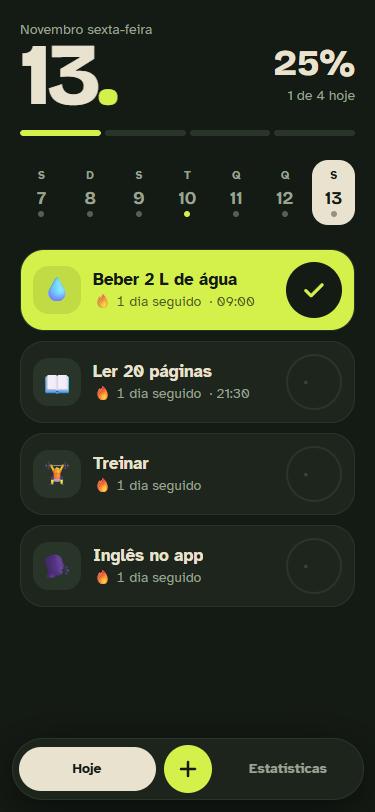 Novembro sexta-feira
13.
25%
1 de 4 hoje
S D S T Q Q S
7 8 9 10 11 12 13
Beber 2 L de água
1 dia seguido · 09:00
Ler 20 páginas
1 dia seguido · 21:30
Treinar
1 dia seguido
Inglês no app
1 dia seguido
Hoje
Estatísticas